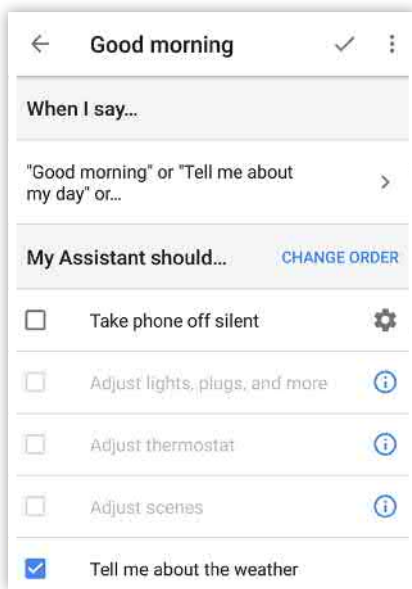 Good morning
When I say...
"Good morning" or "Tell me about
my day" or...
My Assistant should...
CHANGE ORDER
Take phone off silent
Adjust lights, plugs, and more
Adjust thermostat
Adjust scenes
Tell me about the weather